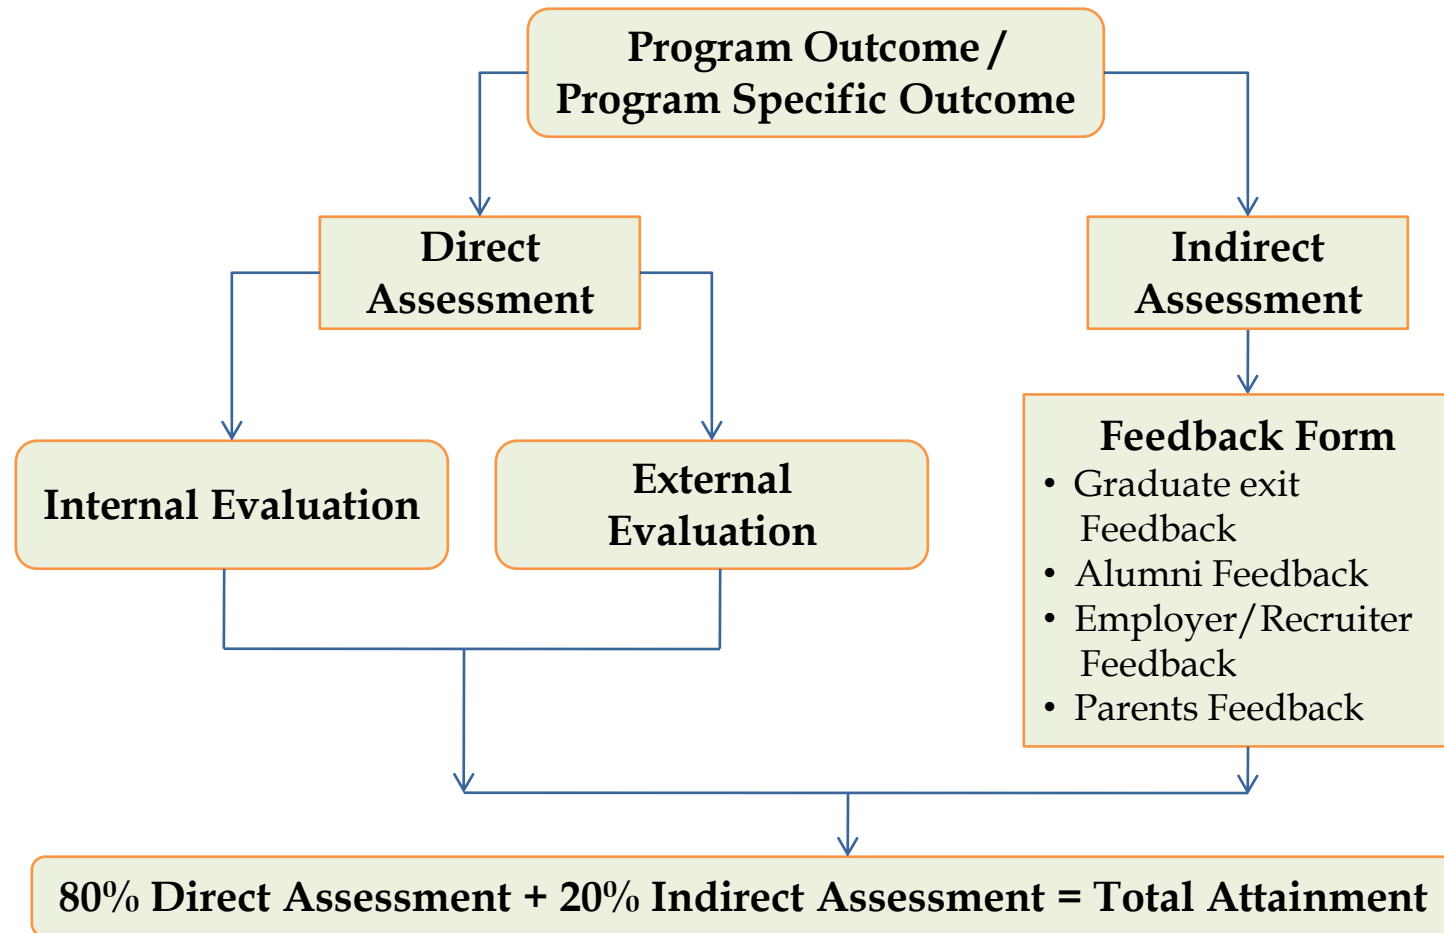 Program Outcome /
Program Specific Outcome
Direct
Assessment
Indirect
Assessment
Internal Evaluation
External
Evaluation
Feedback Form
• Graduate exit
Feedback
• Alumni Feedback
• Employer/Recruiter
Feedback
• Parents Feedback
80% Direct Assessment + 20% Indirect Assessment = Total Attainment